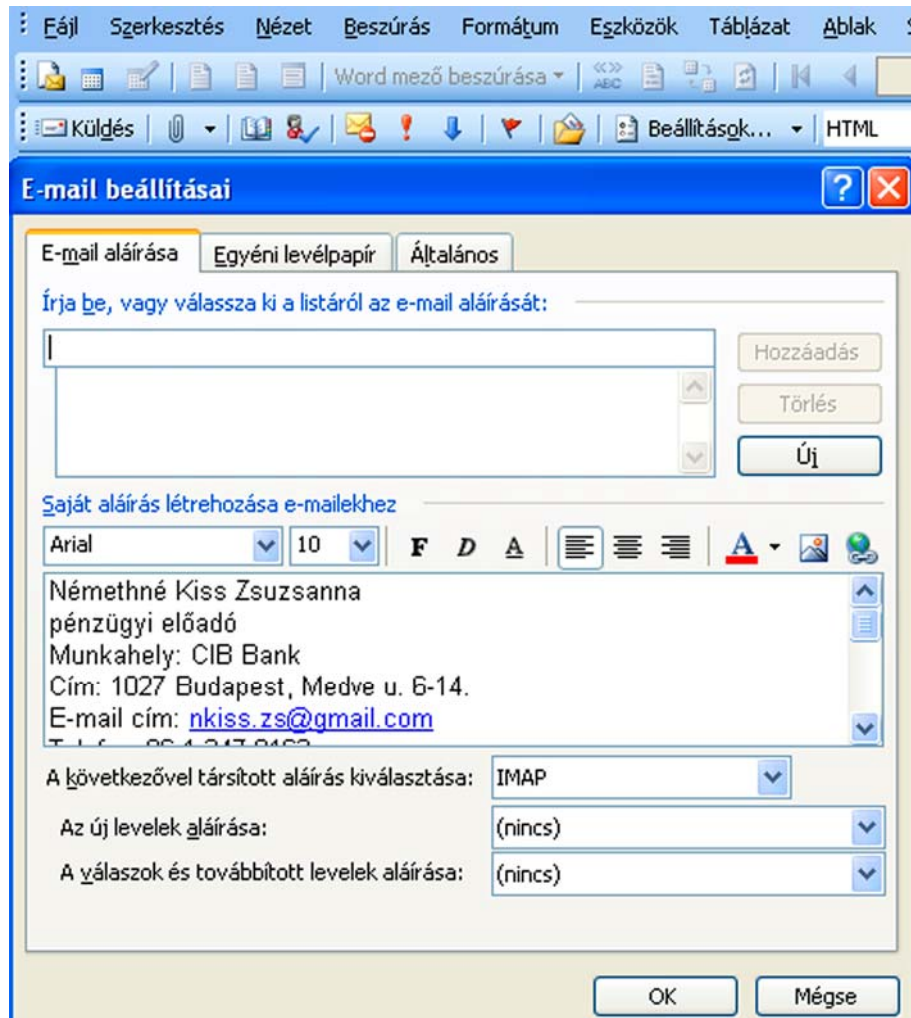 Fájl Szerkesztés Nézet Beszúrás Formátum Eszközök Táblázat Ablak
Word mező beszúrása
Küldés Beállítások... HTML
E-mail beállításai
E-mail aláírása Egyéni levélpapír Általános
Írja be, vagy válassza ki a listáról az e-mail aláírását:
Hozzáadás
Törlés
Új
Saját aláírás létrehozása e-mailekhez
Arial 10 F D A A
Némethné Kiss Zsuzsanna
pénzügyi előadó
Munkahely: CIB Bank
Cím: 1027 Budapest, Medve u. 6-14.
E-mail cím: nkiss.zs@gmail.com
A következővel társított aláírás kiválasztása: IMAP
Az új levelek aláírása: (nincs)
A válaszok és továbbított levelek aláírása: (nincs)
OK Mégse